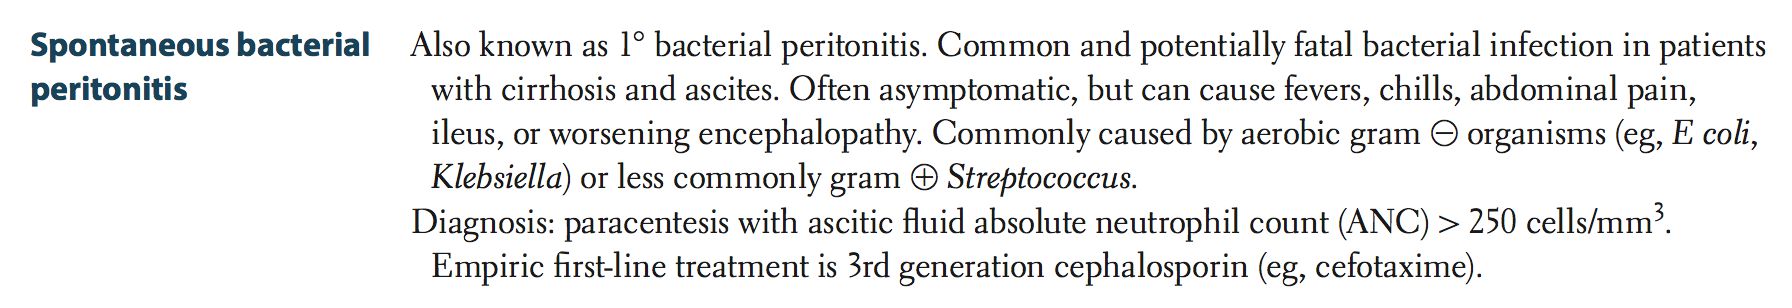 Spontaneous bacterial
peritonitis
Also known as 1° bacterial peritonitis. Common and potentially fatal bacterial infection in patients
with cirrhosis and ascites. Often asymptomatic, but can cause fevers, chills, abdominal pain,
ileus, or worsening encephalopathy. Commonly caused by aerobic gram ⊖ organisms (eg, E coli,
Klebsiella) or less commonly gram ⊕ Streptococcus.
Diagnosis: paracentesis with ascitic fluid absolute neutrophil count (ANC) > 250 cells/mm³.
Empiric first-line treatment is 3rd generation cephalosporin (eg, cefotaxime).